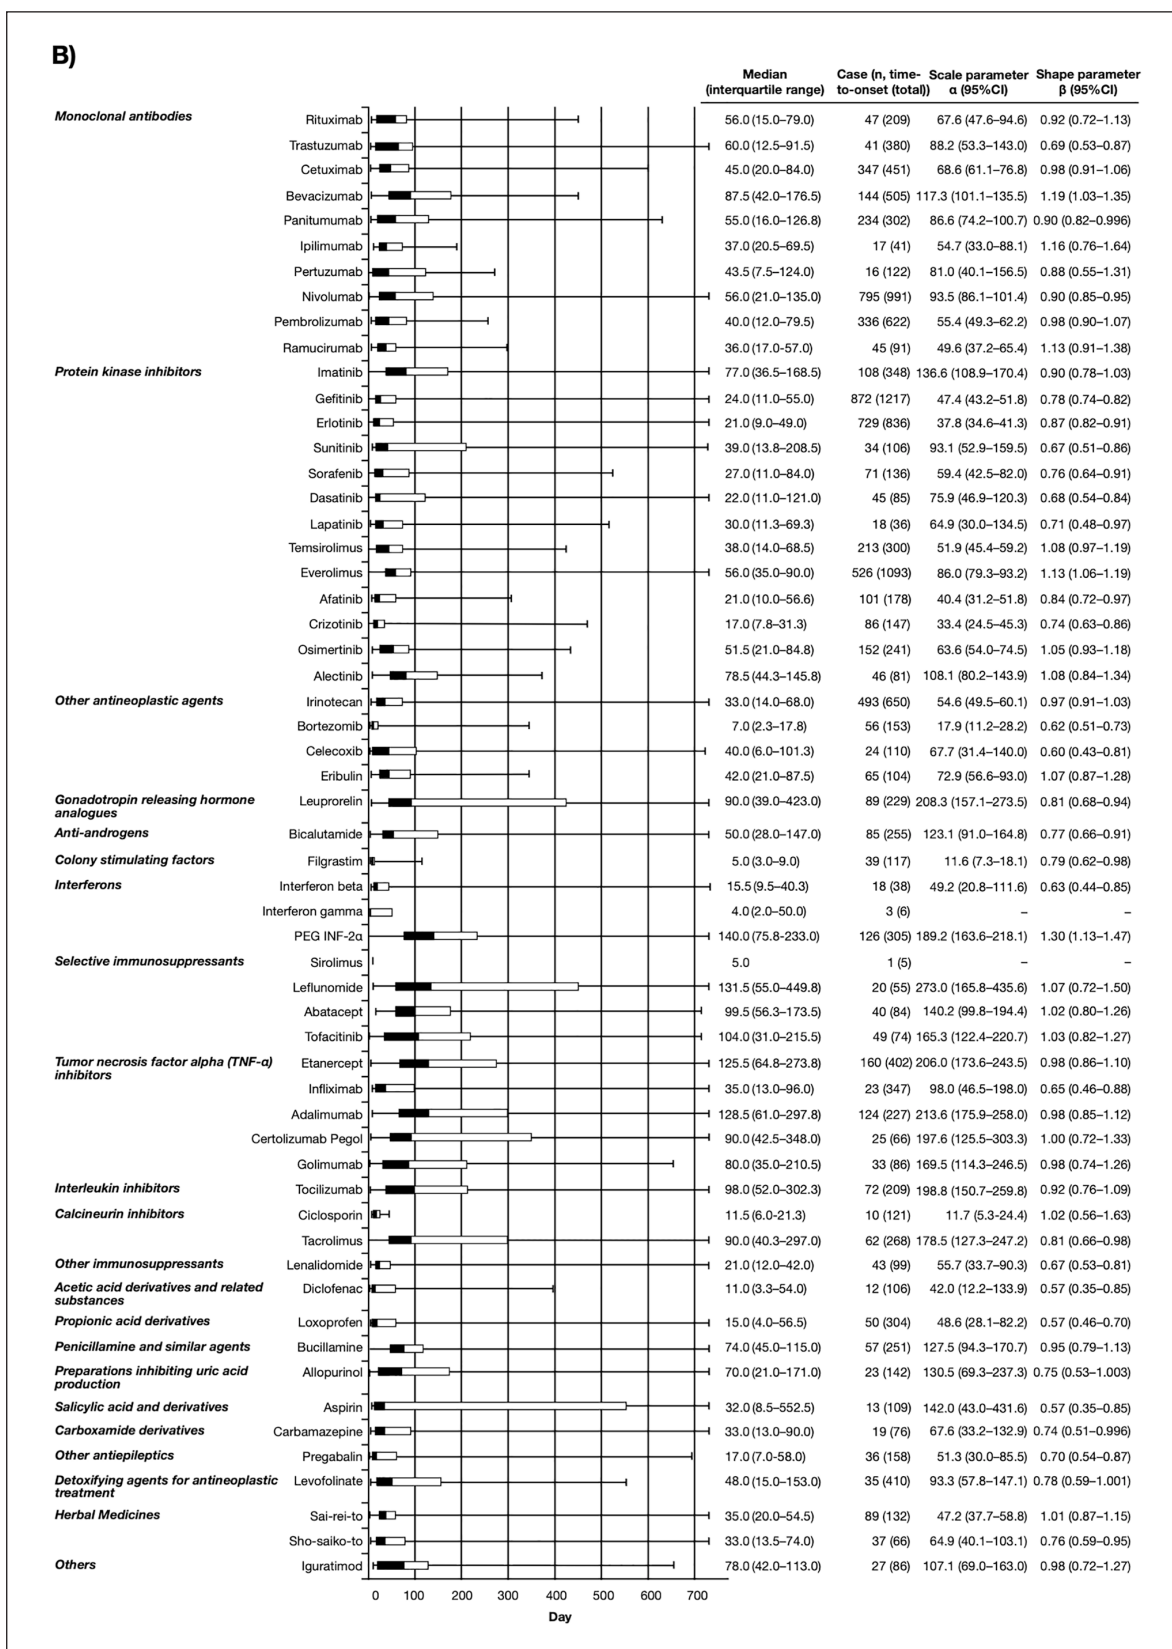 B)
Median Case (n, time- Scale parameter Shape parameter
(interquartile range) to-onset (total)) α (95%CI) β (95%CI)
Monoclonal antibodies Rituximab 56.0 (15.0–79.0) 47 (209) 67.6 (47.6–94.6) 0.92 (0.72–1.13)
Trastuzumab 60.0 (12.5–91.5) 41 (380) 88.2 (53.3–143.0) 0.69 (0.53–0.87)
Cetuximab 45.0 (20.0–84.0) 347 (451) 68.6 (61.1–76.8) 0.98 (0.91–1.06)
Bevacizumab 87.5 (42.0–176.5) 144 (505) 117.3 (101.1–135.5) 1.19 (1.03–1.35)
Panitumumab 55.0 (16.0–126.8) 234 (302) 86.6 (74.2–100.7) 0.90 (0.82–0.996)
Ipilimumab 37.0 (20.5–69.5) 17 (41) 54.7 (33.0–88.1) 1.16 (0.76–1.64)
Pertuzumab 43.5 (7.5–124.0) 16 (122) 81.0 (40.1–156.5) 0.88 (0.55–1.31)
Nivolumab 56.0 (21.0–135.0) 795 (991) 93.5 (86.1–101.4) 0.90 (0.85–0.95)
Pembrolizumab 40.0 (12.0–79.5) 336 (622) 55.4 (49.3–62.2) 0.98 (0.90–1.07)
Ramucirumab 36.0 (17.0-57.0) 45 (91) 49.6 (37.2–65.4) 1.13 (0.91–1.38)
Protein kinase inhibitors Imatinib 77.0 (36.5–168.5) 108 (348) 136.6 (108.9–170.4) 0.90 (0.78–1.03)
Gefitinib 24.0 (11.0–55.0) 872 (1217) 47.4 (43.2–51.8) 0.78 (0.74–0.82)
Erlotinib 21.0 (9.0–49.0) 729 (836) 37.8 (34.6–41.3) 0.87 (0.82–0.91)
Sunitinib 39.0 (13.8–208.5) 34 (106) 93.1 (52.9–159.5) 0.67 (0.51–0.86)
Sorafenib 27.0 (11.0–84.0) 71 (136) 59.4 (42.5–82.0) 0.76 (0.64–0.91)
Dasatinib 22.0 (11.0–121.0) 45 (85) 75.9 (46.9–120.3) 0.68 (0.54–0.84)
Lapatinib 30.0 (11.3–69.3) 18 (36) 64.9 (30.0–134.5) 0.71 (0.48–0.97)
Temsirolimus 38.0 (14.0–68.5) 213 (300) 51.9 (45.4–59.2) 1.08 (0.97–1.19)
Everolimus 56.0 (35.0–90.0) 526 (1093) 86.0 (79.3–93.2) 1.13 (1.06–1.19)
Afatinib 21.0 (10.0–56.6) 101 (178) 40.4 (31.2–51.8) 0.84 (0.72–0.97)
Crizotinib 17.0 (7.8–31.3) 86 (147) 33.4 (24.5–45.3) 0.74 (0.63–0.86)
Osimertinib 51.5 (21.0–84.8) 152 (241) 63.6 (54.0–74.5) 1.05 (0.93–1.18)
Alectinib 78.5 (44.3–145.8) 46 (81) 108.1 (80.2–143.9) 1.08 (0.84–1.34)
Other antineoplastic agents Irinotecan 33.0 (14.0–68.0) 493 (650) 54.6 (49.5–60.1) 0.97 (0.91–1.03)
Bortezomib 7.0 (2.3–17.8) 56 (153) 17.9 (11.2–28.2) 0.62 (0.51–0.73)
Celecoxib 40.0 (6.0–101.3) 24 (110) 67.7 (31.4–140.0) 0.60 (0.43–0.81)
Eribulin 42.0 (21.0–87.5) 65 (104) 72.9 (56.6–93.0) 1.07 (0.87–1.28)
Gonadotropin releasing hormone Leuprorelin 90.0 (39.0–423.0) 89 (229) 208.3 (157.1–273.5) 0.81 (0.68–0.94)
analogues
Anti-androgens Bicalutamide 50.0 (28.0–147.0) 85 (255) 123.1 (91.0–164.8) 0.77 (0.66–0.91)
Colony stimulating factors Filgrastim 5.0 (3.0–9.0) 39 (117) 11.6 (7.3–18.1) 0.79 (0.62–0.98)
Interferons Interferon beta 15.5 (9.5–40.3) 18 (38) 49.2 (20.8–111.6) 0.63 (0.44–0.85)
Interferon gamma 4.0 (2.0–50.0) 3 (6) – –
PEG INF-2α 140.0 (75.8-233.0) 126 (305) 189.2 (163.6–218.1) 1.30 (1.13–1.47)
Selective immunosuppressants Sirolimus 5.0 1 (5) – –
Leflunomide 131.5 (55.0–449.8) 20 (55) 273.0 (165.8–435.6) 1.07 (0.72–1.50)
Abatacept 99.5 (56.3–173.5) 40 (84) 140.2 (99.8–194.4) 1.02 (0.80–1.26)
Tofacitinib 104.0 (31.0–215.5) 49 (74) 165.3 (122.4–220.7) 1.03 (0.82–1.27)
Tumor necrosis factor alpha (TNF-α) Etanercept 125.5 (64.8–273.8) 160 (402) 206.0 (173.6–243.5) 0.98 (0.86–1.10)
inhibitors
Infliximab 35.0 (13.0–96.0) 23 (347) 98.0 (46.5–198.0) 0.65 (0.46–0.88)
Adalimumab 128.5 (61.0–297.8) 124 (227) 213.6 (175.9–258.0) 0.98 (0.85–1.12)
Certolizumab Pegol 90.0 (42.5–348.0) 25 (66) 197.6 (125.5–303.3) 1.00 (0.72–1.33)
Golimumab 80.0 (35.0–210.5) 33 (86) 169.5 (114.3–246.5) 0.98 (0.74–1.26)
Interleukin inhibitors Tocilizumab 98.0 (52.0–302.3) 72 (209) 198.8 (150.7–259.8) 0.92 (0.76–1.09)
Calcineurin inhibitors Ciclosporin 11.5 (6.0-21.3) 10 (121) 11.7 (5.3-24.4) 1.02 (0.56–1.63)
Tacrolimus 90.0 (40.3–297.0) 62 (268) 178.5 (127.3–247.2) 0.81 (0.66–0.98)
Other immunosuppressants Lenalidomide 21.0 (12.0–42.0) 43 (99) 55.7 (33.7–90.3) 0.67 (0.53–0.81)
Acetic acid derivatives and related Diclofenac 11.0 (3.3–54.0) 12 (106) 42.0 (12.2–133.9) 0.57 (0.35–0.85)
substances
Propionic acid derivatives Loxoprofen 15.0 (4.0–56.5) 50 (304) 48.6 (28.1–82.2) 0.57 (0.46–0.70)
Penicillamine and similar agents Bucillamine 74.0 (45.0–115.0) 57 (251) 127.5 (94.3–170.7) 0.95 (0.79–1.13)
Preparations inhibiting uric acid Allopurinol 70.0 (21.0–171.0) 23 (142) 130.5 (69.3–237.3) 0.75 (0.53–1.003)
production
Salicylic acid and derivatives Aspirin 32.0 (8.5–552.5) 13 (109) 142.0 (43.0–431.6) 0.57 (0.35–0.85)
Carboxamide derivatives Carbamazepine 33.0 (13.0–90.0) 19 (76) 67.6 (33.2–132.9) 0.74 (0.51–0.996)
Other antiepileptics Pregabalin 17.0 (7.0–58.0) 36 (158) 51.3 (30.0–85.5) 0.70 (0.54–0.87)
Detoxifying agents for antineoplastic Levofolinate 48.0 (15.0–153.0) 35 (410) 93.3 (57.8–147.1) 0.78 (0.59–1.001)
treatment
Herbal Medicines Sai-rei-to 35.0 (20.0–54.5) 89 (132) 47.2 (37.7–58.8) 1.01 (0.87–1.15)
Sho-saiko-to 33.0 (13.5–74.0) 37 (66) 64.9 (40.1–103.1) 0.76 (0.59–0.95)
Others Iguratimod 78.0 (42.0–113.0) 27 (86) 107.1 (69.0–163.0) 0.98 (0.72–1.27)
0 100 200 300 400 500 600 700
Day